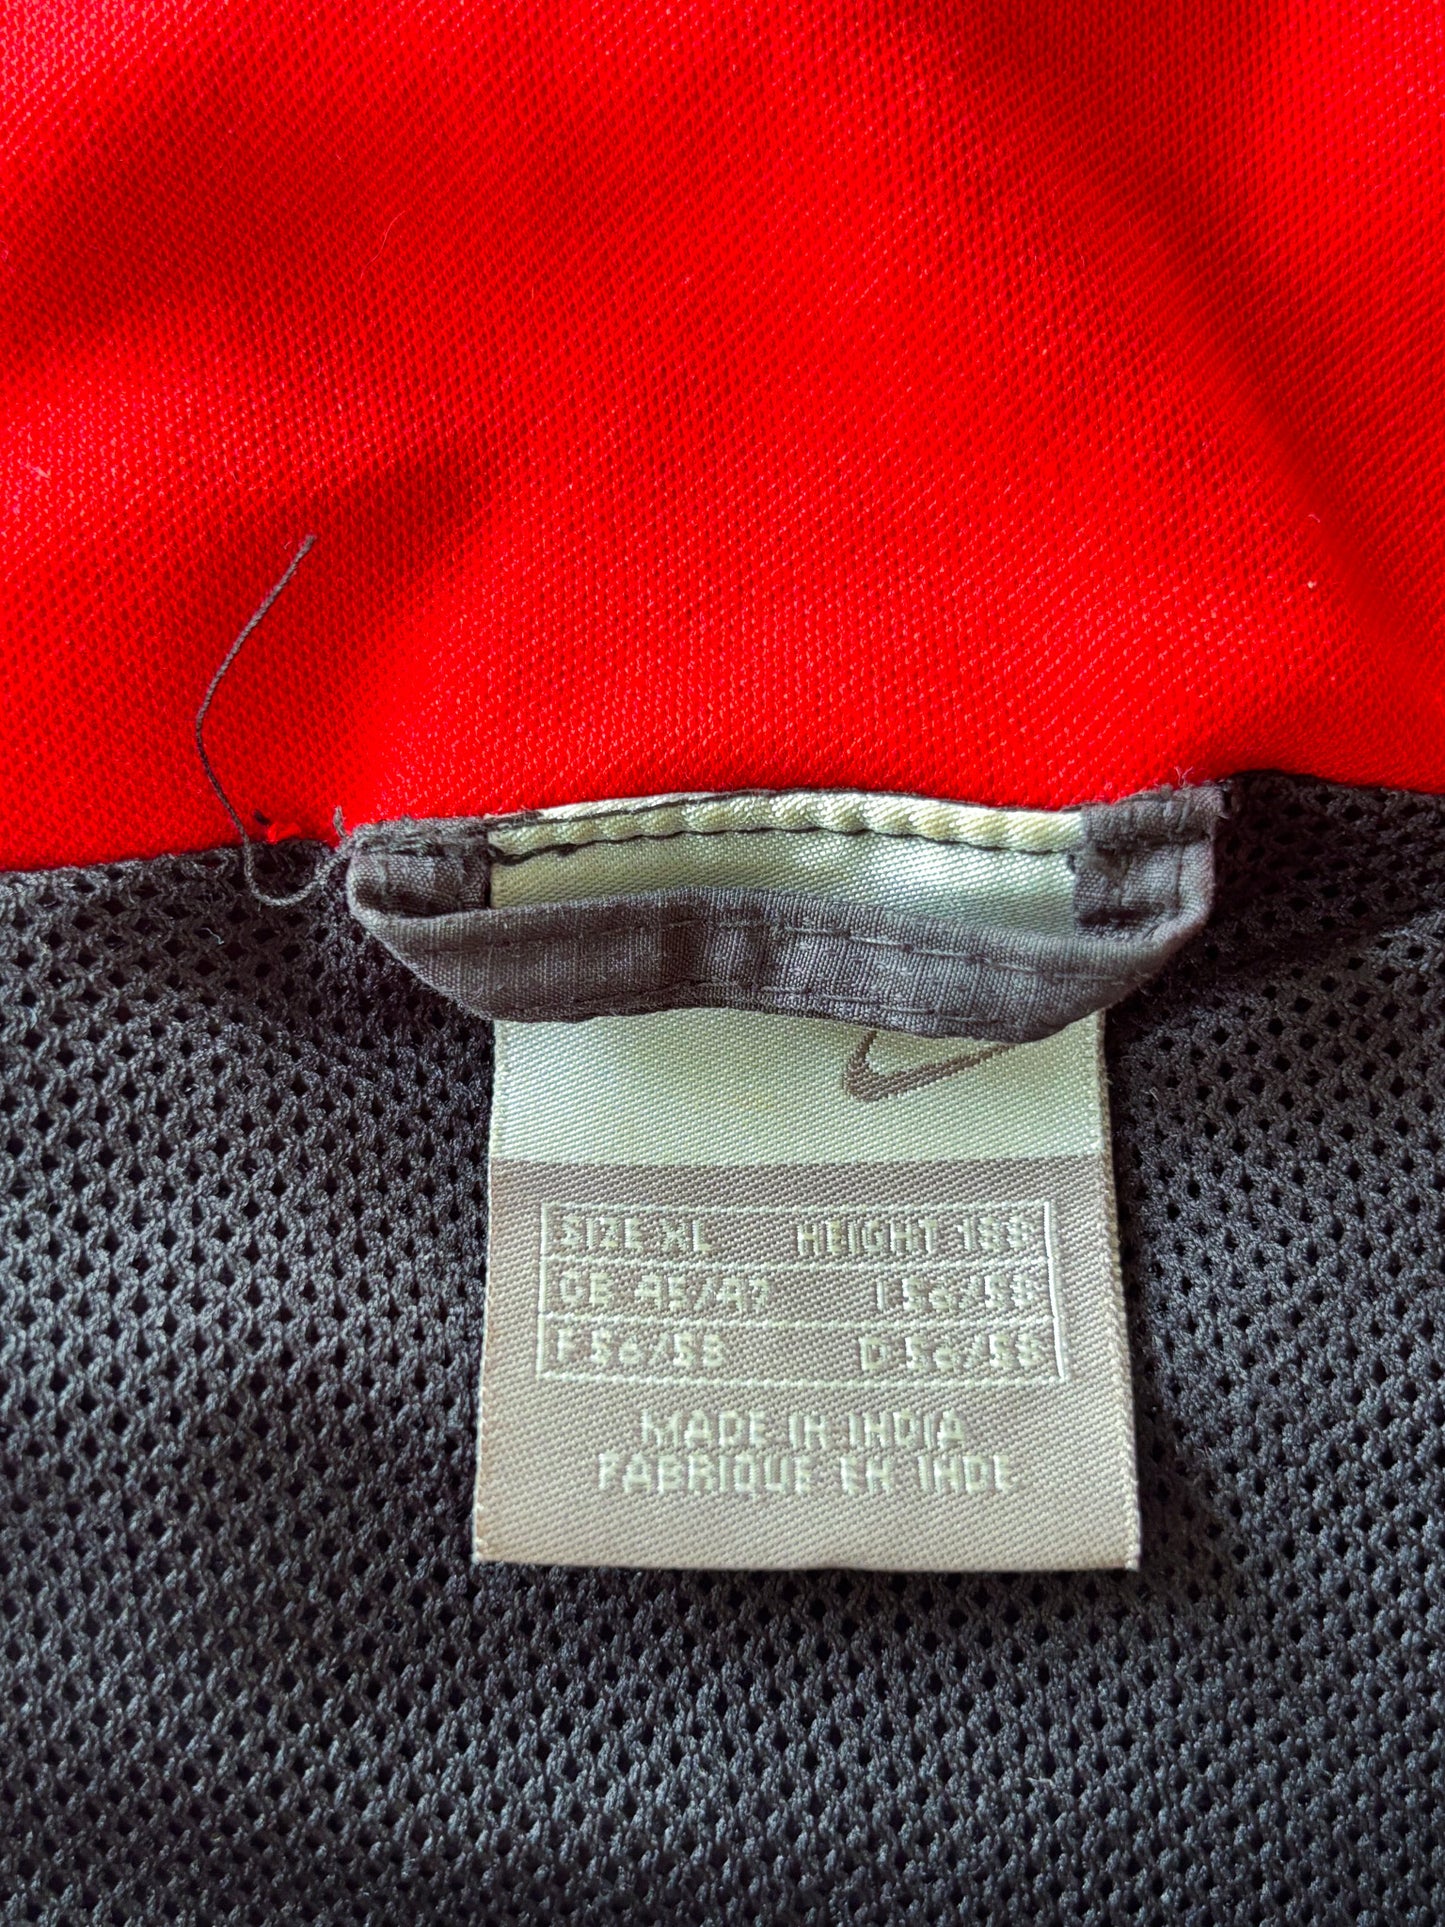 SIZE XL HEIGHT 188
GB 45/47 I 56/58
F 56/58 D 56/58
MADE IN INDIA
FABRIQUE EN INDE